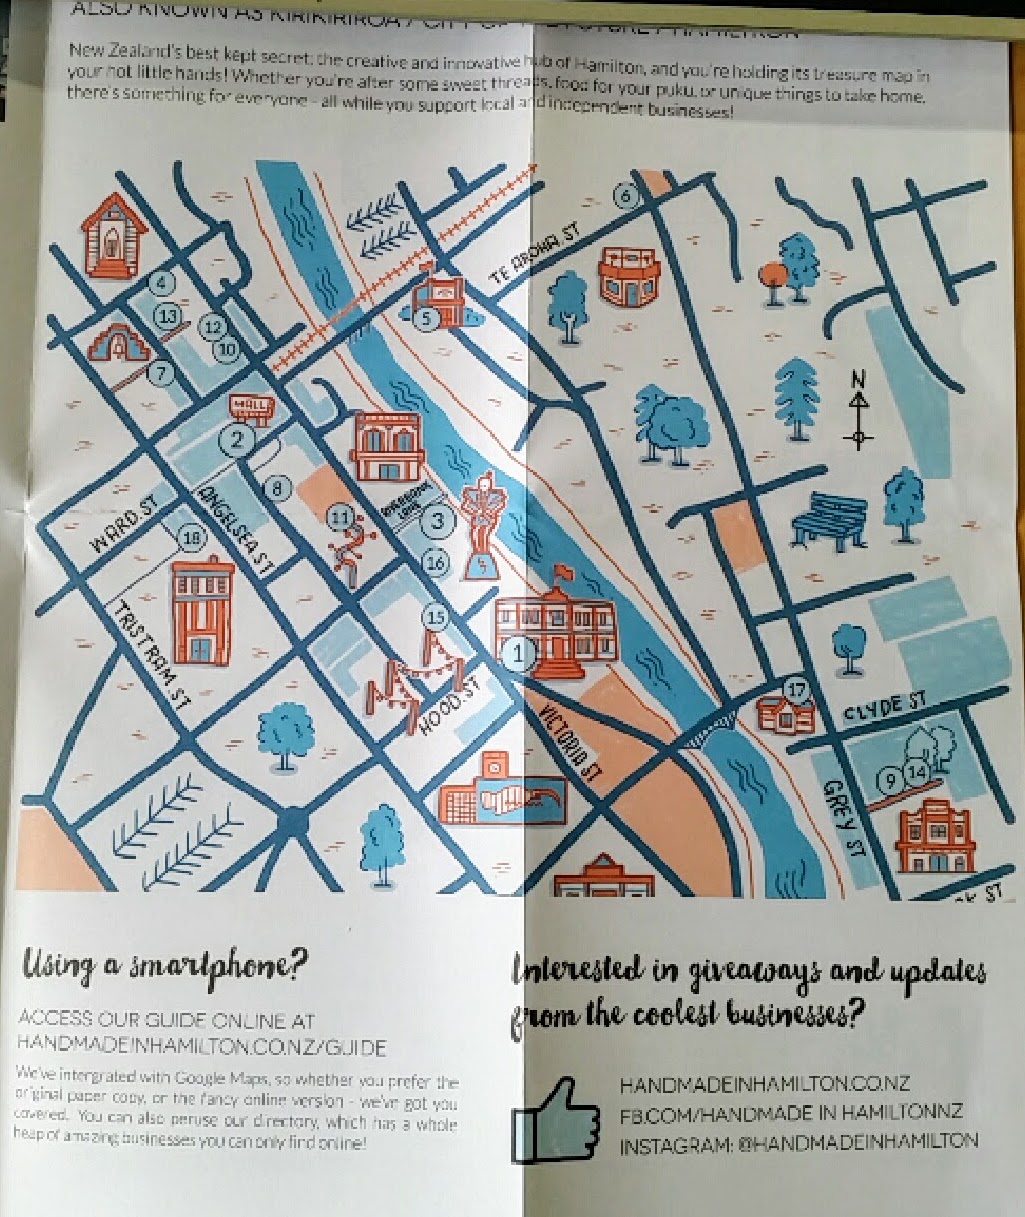 ALSO KNOWN AS KIRIKIRIROA / CITY OF FUTURE / HAMILTRON
New Zealand's best kept secret: the creative and innovative hub of Hamilton, and you're holding its treasure map in
your hot little hands! Whether you're after some sweet threads, food for your puku, or unique things to take home,
there's something for everyone - all while you support local and independent businesses!
6
TE AROHA ST
4
13
12
10
5
7
MALL
2
N
8
WARD ST
ANGELSEA ST
11
3
18
16
TRISTRAM ST
15
1
HOOD ST
VICTORIA ST
17
CLYDE ST
GREY ST
9
14
ST
Using a smartphone?
ACCESS OUR GUIDE ONLINE AT
HANDMADEINHAMILTON.CO.NZ/GUIDE
We've intergrated with Google Maps, so whether you prefer the
original paper copy, or the fancy online version - we've got you
covered. You can also peruse our directory, which has a whole
heap of amazing businesses you can only find online!
Interested in giveaways and updates
from the coolest businesses?
HANDMADEINHAMILTON.CO.NZ
FB.COM/HANDMADE IN HAMILTONNZ
INSTAGRAM: @HANDMADEINHAMILTON